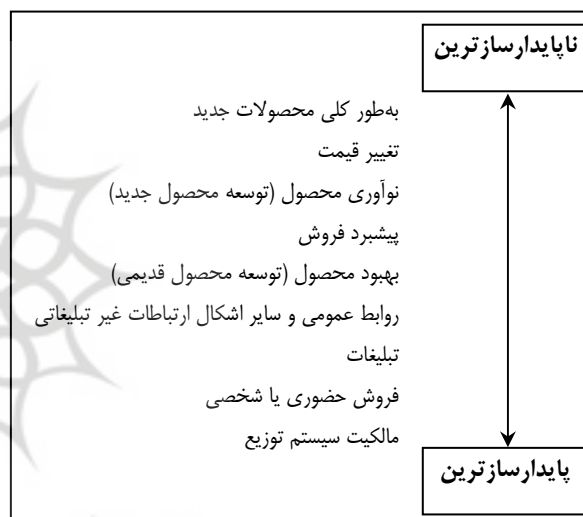 ناپایدارسازترین
به‌طور کلی محصولات جدید
تغییر قیمت
نوآوری محصول (توسعه محصول جدید)
پیشبرد فروش
بهبود محصول (توسعه محصول قدیمی)
روابط عمومی و سایر اشکال ارتباطات غیر تبلیغاتی
تبلیغات
فروش حضوری یا شخصی
مالکیت سیستم توزیع
پایدارسازترین